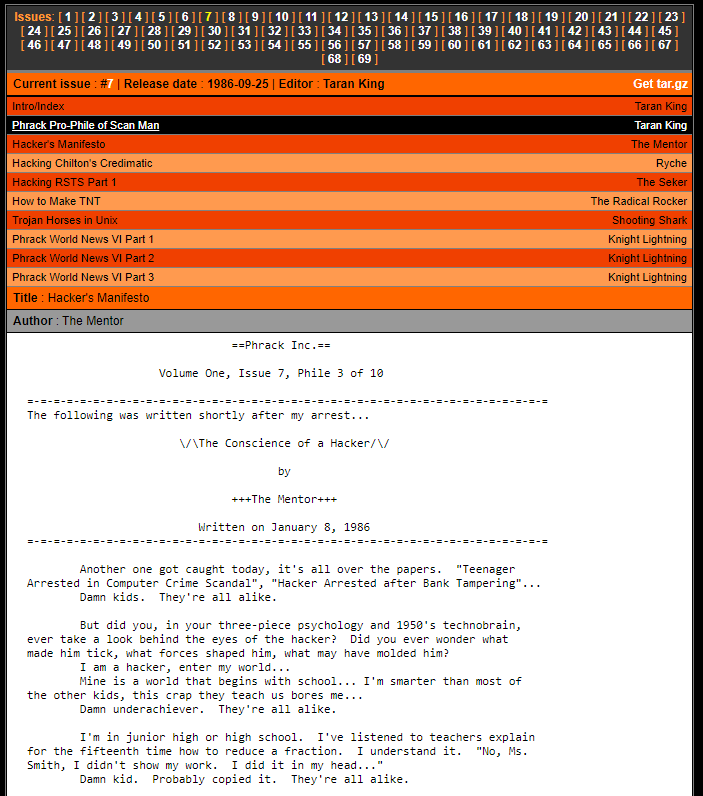 Issues: [ 1 ] [ 2 ] [ 3 ] [ 4 ] [ 5 ] [ 6 ] [ 7 ] [ 8 ] [ 9 ] [ 10 ] [ 11 ] [ 12 ] [ 13 ] [ 14 ] [ 15 ] [ 16 ] [ 17 ] [ 18 ] [ 19 ] [ 20 ] [ 21 ] [ 22 ] [ 23 ]
[ 24 ] [ 25 ] [ 26 ] [ 27 ] [ 28 ] [ 29 ] [ 30 ] [ 31 ] [ 32 ] [ 33 ] [ 34 ] [ 35 ] [ 36 ] [ 37 ] [ 38 ] [ 39 ] [ 40 ] [ 41 ] [ 42 ] [ 43 ] [ 44 ] [ 45 ]
[ 46 ] [ 47 ] [ 48 ] [ 49 ] [ 50 ] [ 51 ] [ 52 ] [ 53 ] [ 54 ] [ 55 ] [ 56 ] [ 57 ] [ 58 ] [ 59 ] [ 60 ] [ 61 ] [ 62 ] [ 63 ] [ 64 ] [ 65 ] [ 66 ] [ 67 ]
[ 68 ] [ 69 ]
Current issue : #7 | Release date : 1986-09-25 | Editor : Taran King Get tar.gz
Intro/Index Taran King
Phrack Pro-Phile of Scan Man Taran King
Hacker's Manifesto The Mentor
Hacking Chilton's Credimatic Ryche
Hacking RSTS Part 1 The Seker
How to Make TNT The Radical Rocker
Trojan Horses in Unix Shooting Shark
Phrack World News VI Part 1 Knight Lightning
Phrack World News VI Part 2 Knight Lightning
Phrack World News VI Part 3 Knight Lightning
Title : Hacker's Manifesto
Author : The Mentor
==Phrack Inc.==
Volume One, Issue 7, Phile 3 of 10
=-=-=-=-=-=-=-=-=-=-=-=-=-=-=-=-=-=-=-=-=-=-=-=-=-=-=-=-=-=-=-=-=-=-=-=-=-=-=-=
The following was written shortly after my arrest...
\/\The Conscience of a Hacker/\/
by
+++The Mentor+++
Written on January 8, 1986
=-=-=-=-=-=-=-=-=-=-=-=-=-=-=-=-=-=-=-=-=-=-=-=-=-=-=-=-=-=-=-=-=-=-=-=-=-=-=-=
Another one got caught today, it's all over the papers.  "Teenager
Arrested in Computer Crime Scandal", "Hacker Arrested after Bank Tampering"...
Damn kids.  They're all alike.
But did you, in your three-piece psychology and 1950's technobrain,
ever take a look behind the eyes of the hacker?  Did you ever wonder what
made him tick, what forces shaped him, what may have molded him?
I am a hacker, enter my world...
Mine is a world that begins with school... I'm smarter than most of
the other kids, this crap they teach us bores me...
Damn underachiever.  They're all alike.
I'm in junior high or high school.  I've listened to teachers explain
for the fifteenth time how to reduce a fraction.  I understand it.  "No, Ms.
Smith, I didn't show my work.  I did it in my head..."
Damn kid.  Probably copied it.  They're all alike.